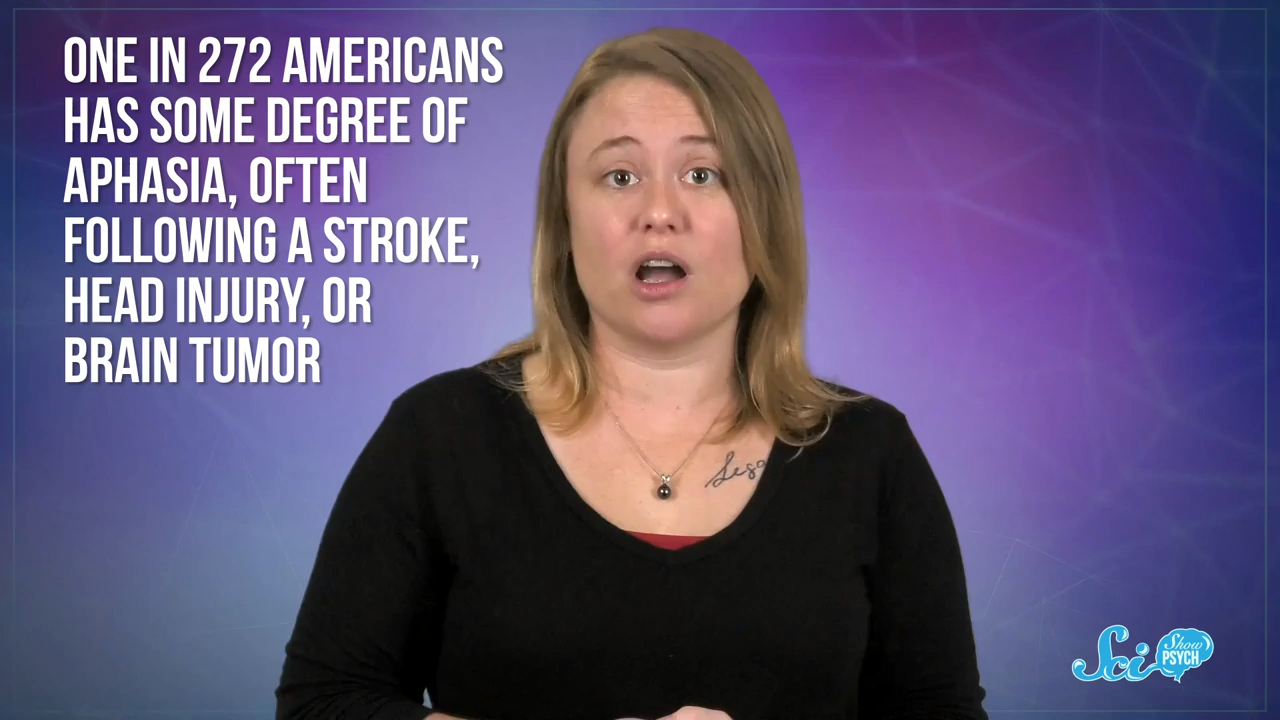 ONE IN 272 AMERICANS
HAS SOME DEGREE OF
APHASIA, OFTEN
FOLLOWING A STROKE,
HEAD INJURY, OR
BRAIN TUMOR
Sci
Show
PSYCH